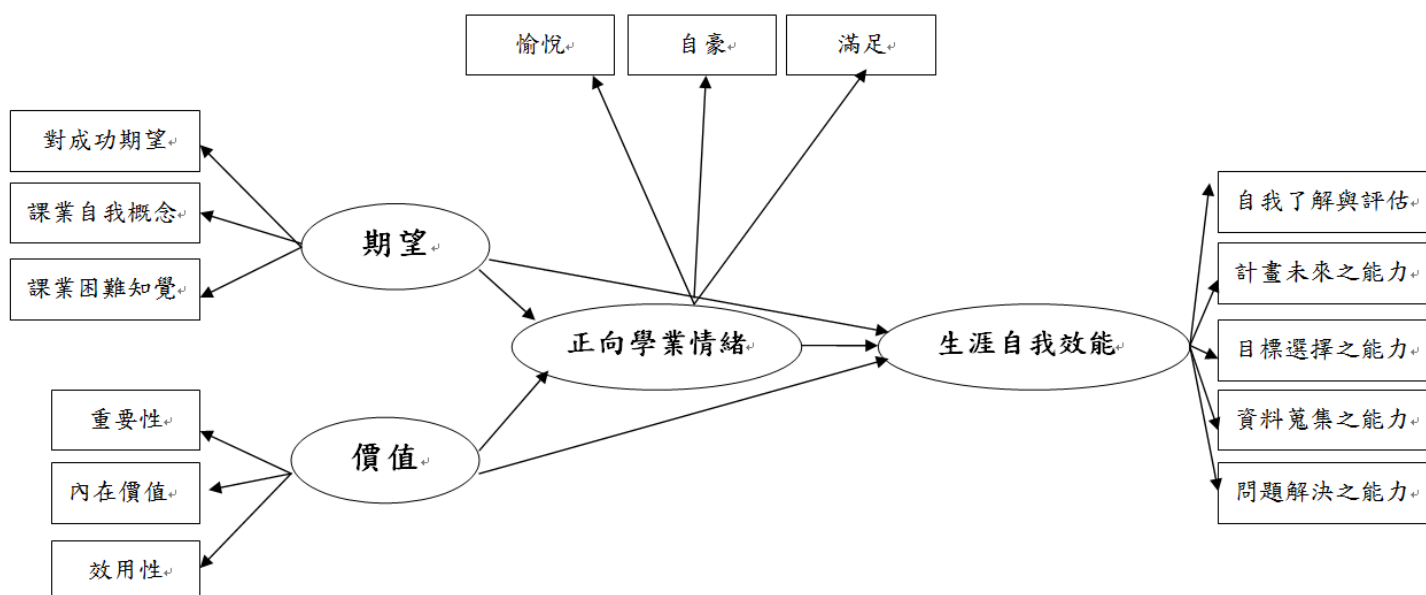 愉悅
自豪
滿足
對成功期望
課業自我概念
課業困難知覺
期望
正向學業情緒
生涯自我效能
價值
重要性
內在價值
效用性
自我了解與評估
計畫未來之能力
目標選擇之能力
資料蒐集之能力
問題解決之能力